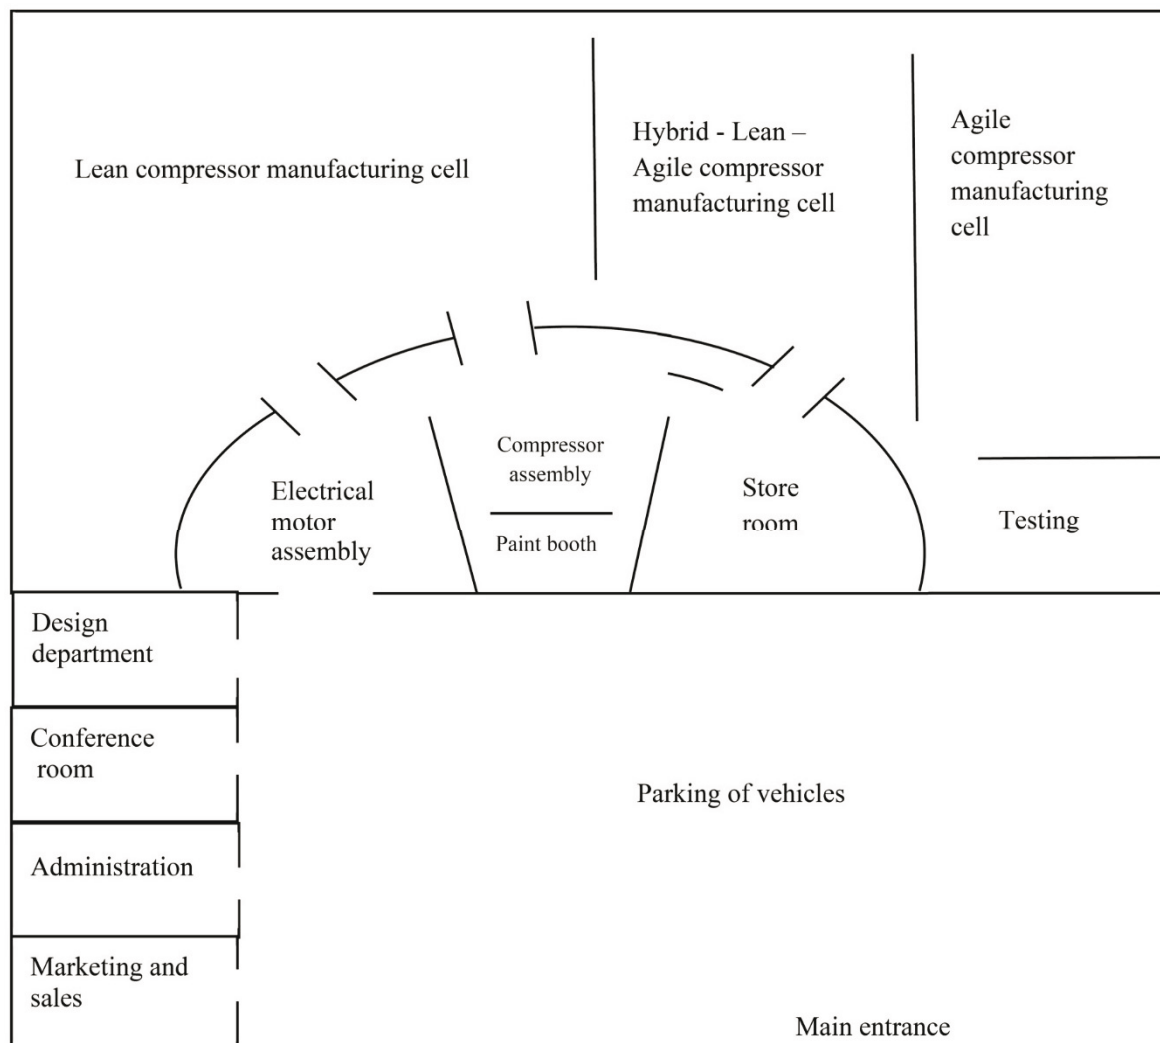 Lean compressor manufacturing cell
Hybrid - Lean –
Agile compressor
manufacturing cell
Agile
compressor
manufacturing
cell
Electrical
motor
assembly
Compressor
assembly
Paint booth
Store
room
Testing
Design
department
Conference
room
Administration
Marketing and
sales
Parking of vehicles
Main entrance